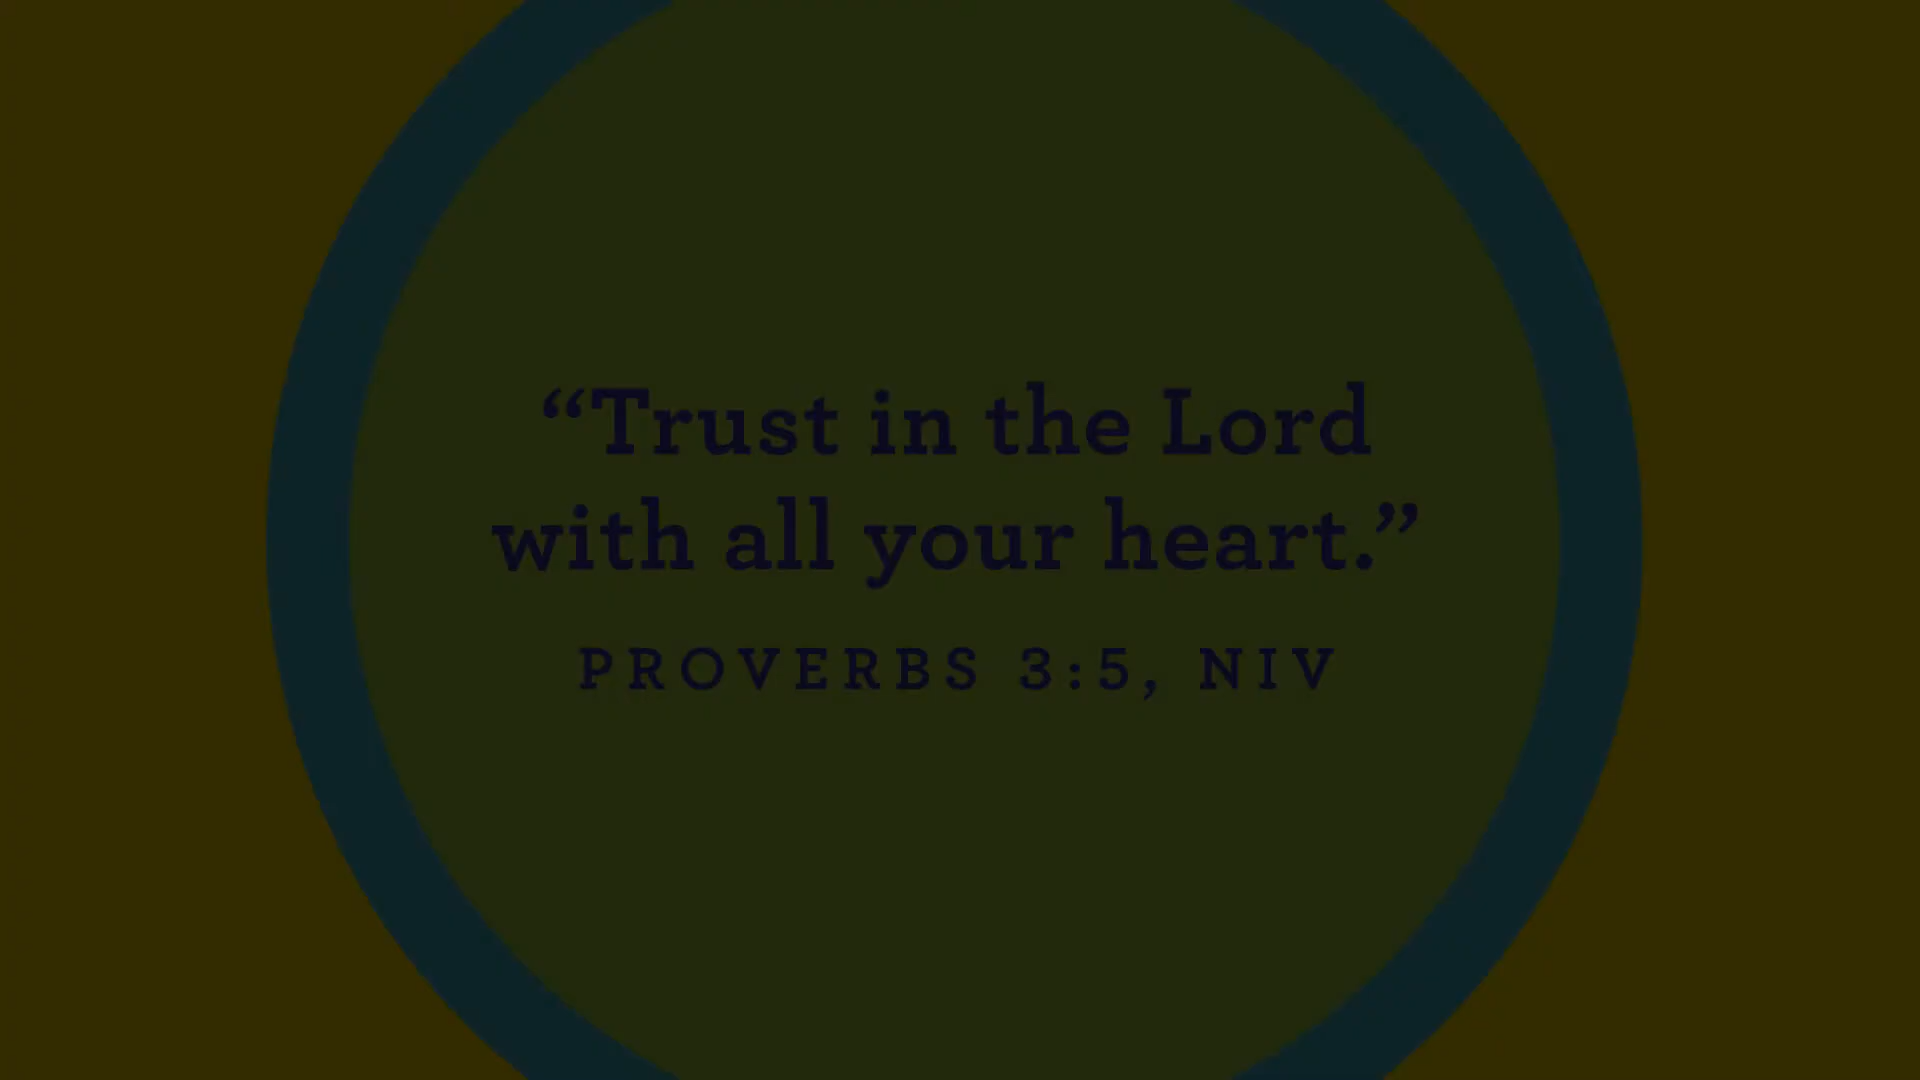 “Trust in the Lord
with all your heart.”
PROVERBS 3:5, NIV